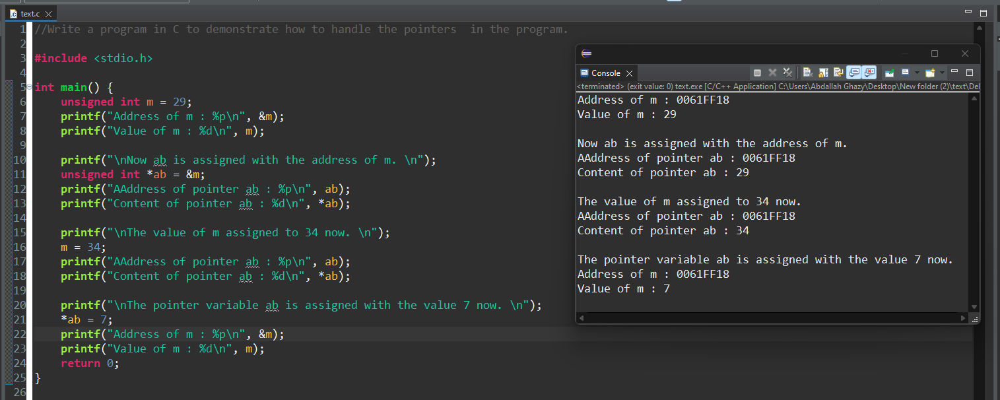 text.c
1 //Write a program in C to demonstrate how to handle the pointers  in the program.
2
3 #include <stdio.h>
4
5 int main() {
6     unsigned int m = 29;
7     printf("Address of m : %p\n", &m);
8     printf("Value of m : %d\n", m);
9
10     printf("\nNow ab is assigned with the address of m. \n");
11     unsigned int *ab = &m;
12     printf("AAddress of pointer ab : %p\n", ab);
13     printf("Content of pointer ab : %d\n", *ab);
14
15     printf("\nThe value of m assigned to 34 now. \n");
16     m = 34;
17     printf("AAddress of pointer ab : %p\n", ab);
18     printf("Content of pointer ab : %d\n", *ab);
19
20     printf("\nThe pointer variable ab is assigned with the value 7 now. \n");
21     *ab = 7;
22     printf("Address of m : %p\n", &m);
23     printf("Value of m : %d\n", m);
24     return 0;
25 }
26
Console
<terminated> (exit value: 0) text.exe [C/C++ Application] C:\Users\Abdallah Ghazy\Desktop\New folder (2)\text\Del
Address of m : 0061FF18
Value of m : 29

Now ab is assigned with the address of m.
AAddress of pointer ab : 0061FF18
Content of pointer ab : 29

The value of m assigned to 34 now.
AAddress of pointer ab : 0061FF18
Content of pointer ab : 34

The pointer variable ab is assigned with the value 7 now.
Address of m : 0061FF18
Value of m : 7